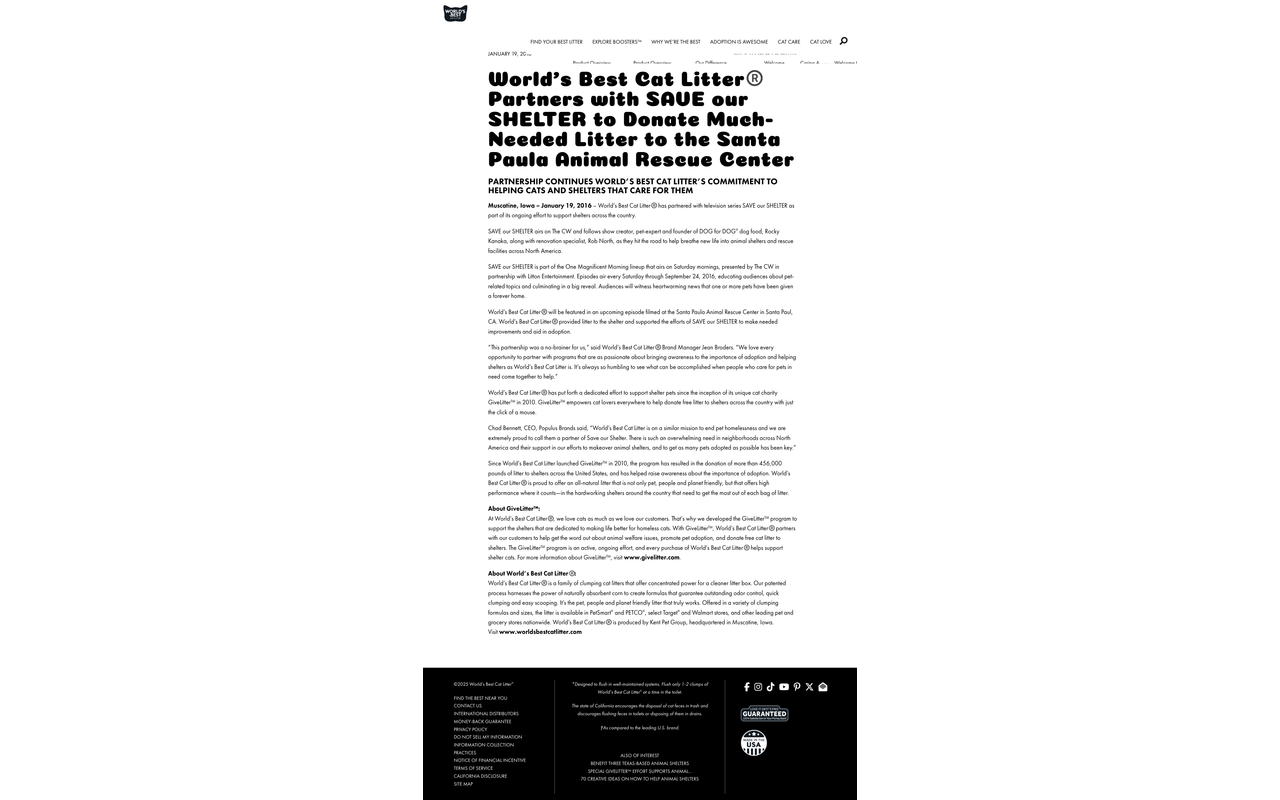 WORLD'S
BEST
FIND YOUR BEST LITTER EXPLORE BOOSTERS™ WHY WE'RE THE BEST ADOPTION IS AWESOME CAT CARE CAT LOVE
JANUARY 19, 20
Product Overview Product Overview Our Difference Welcome Caring & Welcome
World's Best Cat Litter®
Partners with SAVE our
SHELTER to Donate Much-
Needed Litter to the Santa
Paula Animal Rescue Center
PARTNERSHIP CONTINUES WORLD'S BEST CAT LITTER'S COMMITMENT TO
HELPING CATS AND SHELTERS THAT CARE FOR THEM
Muscatine, Iowa – January 19, 2016 – World's Best Cat Litter® has partnered with television series SAVE our SHELTER as
part of its ongoing effort to support shelters across the country.
SAVE our SHELTER airs on The CW and follows show creator, pet-expert and founder of DOG for DOG® dog food, Rocky
Kanaka, along with renovation specialist, Rob North, as they hit the road to help breathe new life into animal shelters and rescue
facilities across North America.
SAVE our SHELTER is part of the One Magnificent Morning lineup that airs on Saturday mornings, presented by The CW in
partnership with Litton Entertainment. Episodes air every Saturday through September 24, 2016, educating audiences about pet-
related topics and culminating in a big reveal. Audiences will witness heartwarming news that one or more pets have been given
a forever home.
World's Best Cat Litter® will be featured in an upcoming episode filmed at the Santa Paula Animal Rescue Center in Santa Paul,
CA. World's Best Cat Litter® provided litter to the shelter and supported the efforts of SAVE our SHELTER to make needed
improvements and aid in adoption.
"This partnership was a no-brainer for us," said World's Best Cat Litter® Brand Manager Jean Broders. "We love every
opportunity to partner with programs that are as passionate about bringing awareness to the importance of adoption and helping
shelters as World's Best Cat Litter is. It's always so humbling to see what can be accomplished when people who care for pets in
need come together to help."
World's Best Cat Litter® has put forth a dedicated effort to support shelter pets since the inception of its unique cat charity
GiveLitter™ in 2010. GiveLitter™ empowers cat lovers everywhere to help donate free litter to shelters across the country with just
the click of a mouse.
Chad Bennett, CEO, Populus Brands said, "World's Best Cat Litter is on a similar mission to end pet homelessness and we are
extremely proud to call them a partner of Save our Shelter. There is such an overwhelming need in neighborhoods across North
America and their support in our efforts to makeover animal shelters, and to get as many pets adopted as possible has been key."
Since World's Best Cat Litter launched GiveLitter™ in 2010, the program has resulted in the donation of more than 456,000
pounds of litter to shelters across the United States, and has helped raise awareness about the importance of adoption. World's
Best Cat Litter® is proud to offer an all-natural litter that is not only pet, people and planet friendly, but that offers high
performance where it counts—in the hardworking shelters around the country that need to get the most out of each bag of litter.
About GiveLitter™:
At World's Best Cat Litter®, we love cats as much as we love our customers. That's why we developed the GiveLitter™ program to
support the shelters that are dedicated to making life better for homeless cats. With GiveLitter™, World's Best Cat Litter® partners
with our customers to help get the word out about animal welfare issues, promote pet adoption, and donate free cat litter to
shelters. The GiveLitter™ program is an active, ongoing effort, and every purchase of World's Best Cat Litter® helps support
shelter cats. For more information about GiveLitter™, visit www.givelitter.com.
About World's Best Cat Litter®:
World's Best Cat Litter® is a family of clumping cat litters that offer concentrated power for a cleaner litter box. Our patented
process harnesses the power of naturally absorbent corn to create formulas that guarantee outstanding odor control, quick
clumping and easy scooping. It's the pet, people and planet friendly litter that truly works. Offered in a variety of clumping
formulas and sizes, the litter is available in PetSmart® and PETCO®, select Target® and Walmart stores, and other leading pet and
grocery stores nationwide. World's Best Cat Litter® is produced by Kent Pet Group, headquartered in Muscatine, Iowa.
Visit www.worldsbestcatlitter.com
©2025 World's Best Cat Litter®
FIND THE BEST NEAR YOU
CONTACT US
INTERNATIONAL DISTRIBUTORS
MONEY-BACK GUARANTEE
PRIVACY POLICY
DO NOT SELL MY INFORMATION
INFORMATION COLLECTION
PRACTICES
NOTICE OF FINANCIAL INCENTIVE
TERMS OF SERVICE
CALIFORNIA DISCLOSURE
SITE MAP
*Designed to flush in well-maintained systems. Flush only 1-2 clumps of
World's Best Cat Litter® at a time in the toilet.
The state of California encourages the disposal of cat feces in trash and
discourages flushing feces in toilets or disposing of them in drains.
†As compared to the leading U.S. brand.
ALSO OF INTEREST
BENEFIT THREE TEXAS-BASED ANIMAL SHELTERS
SPECIAL GIVELITTER™ EFFORT SUPPORTS ANIMAL...
70 CREATIVE IDEAS ON HOW TO HELP ANIMAL SHELTERS
GUARANTEED
MADE IN THE
USA